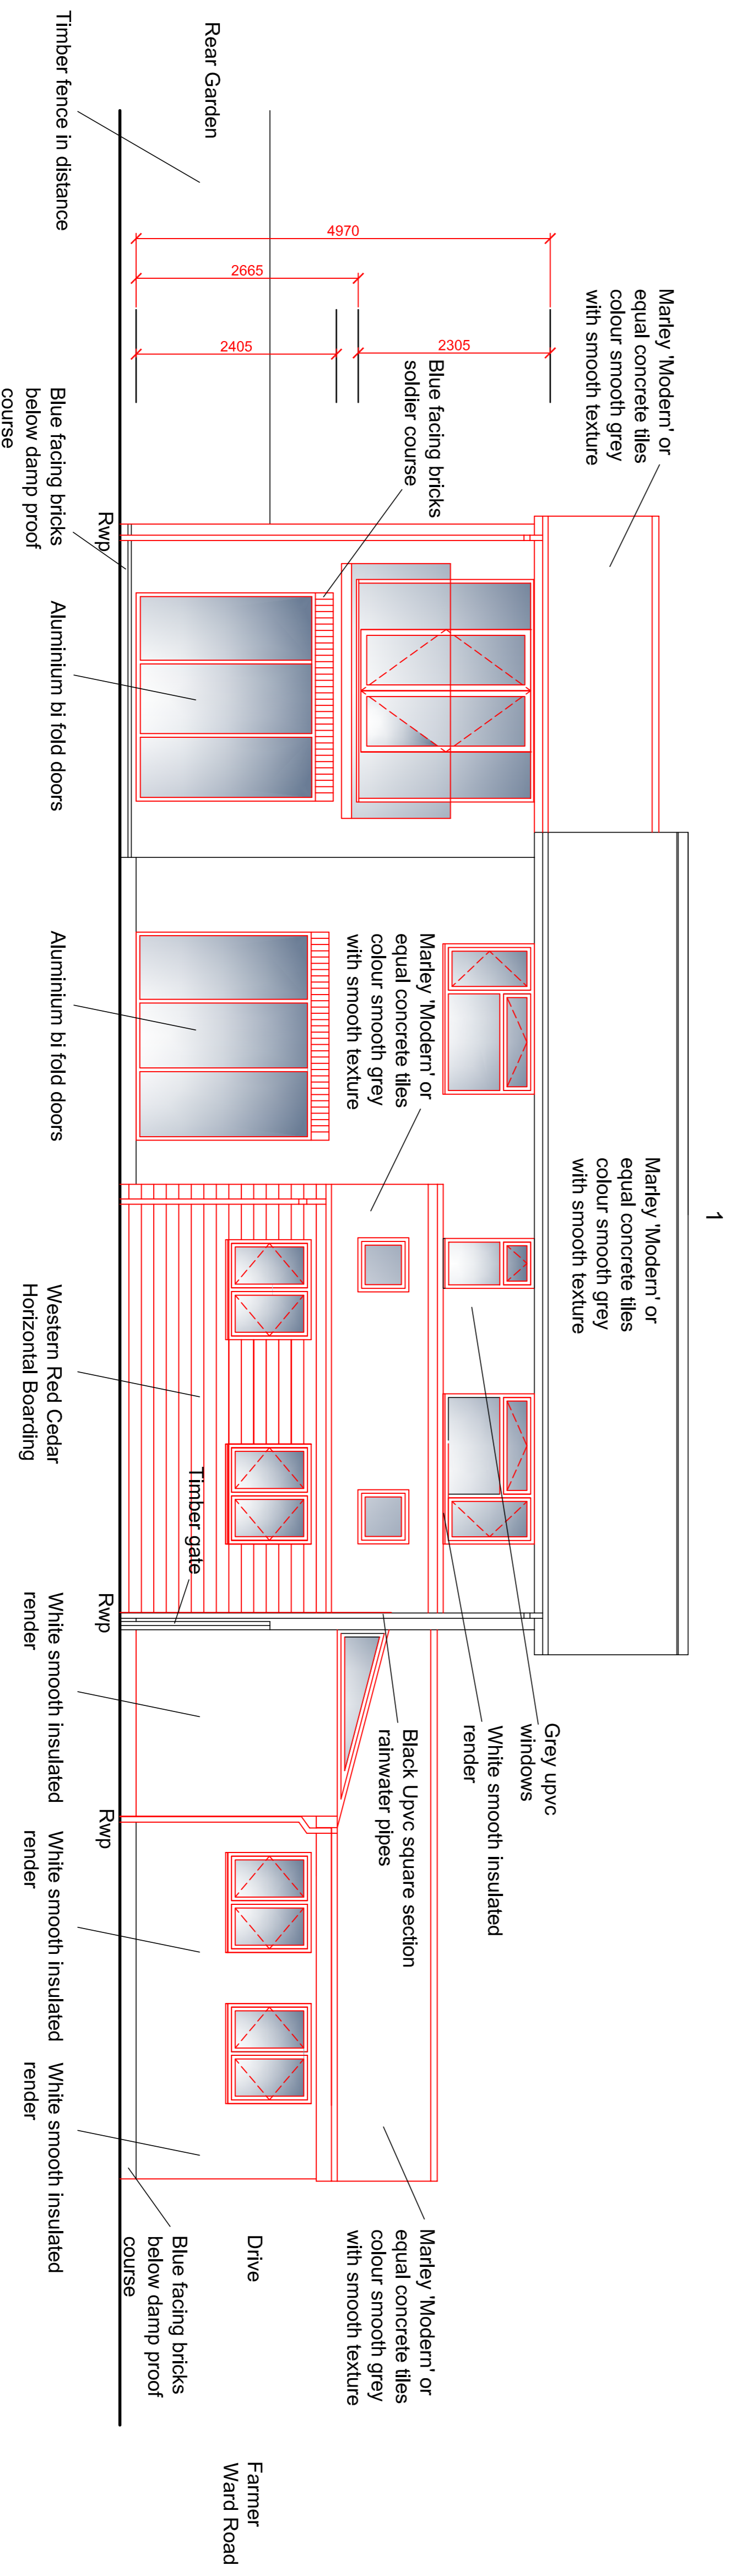 1
Marley 'Modern' or
equal concrete tiles
colour smooth grey
with smooth texture
Marley 'Modern' or
equal concrete tiles
colour smooth grey
with smooth texture
Rear Garden
Timber fence in distance
4970
2665
2405
2305
Blue facing bricks
soldier course
Marley 'Modern' or
equal concrete tiles
colour smooth grey
with smooth texture
Grey upvc
windows
White smooth insulated
render
Black Upvc square section
rainwater pipes
Marley 'Modern' or
equal concrete tiles
colour smooth grey
with smooth texture
Timber gate
Drive
Farmer
Ward Road
Rwp
Blue facing bricks
below damp proof
course
Aluminium bi fold doors
Aluminium bi fold doors
Western Red Cedar
Horizontal Boarding
Rwp
White smooth insulated
render
Rwp
White smooth insulated
render
White smooth insulated
render
Blue facing bricks
below damp proof
course